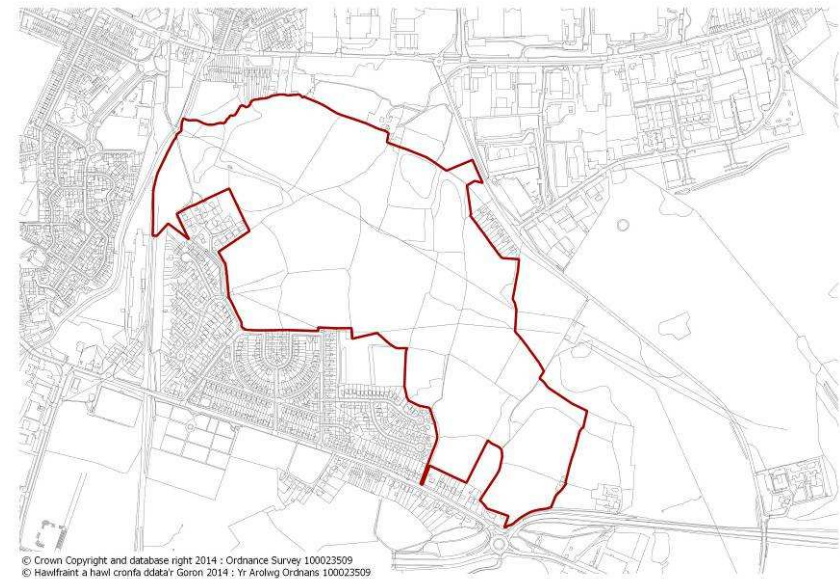 © Crown Copyright and database right 2014 : Ordnance Survey 100023509
© Hawlfraint a hawl cronfa ddata'r Goron 2014 : Yr Arolwg Ordnans 100023509